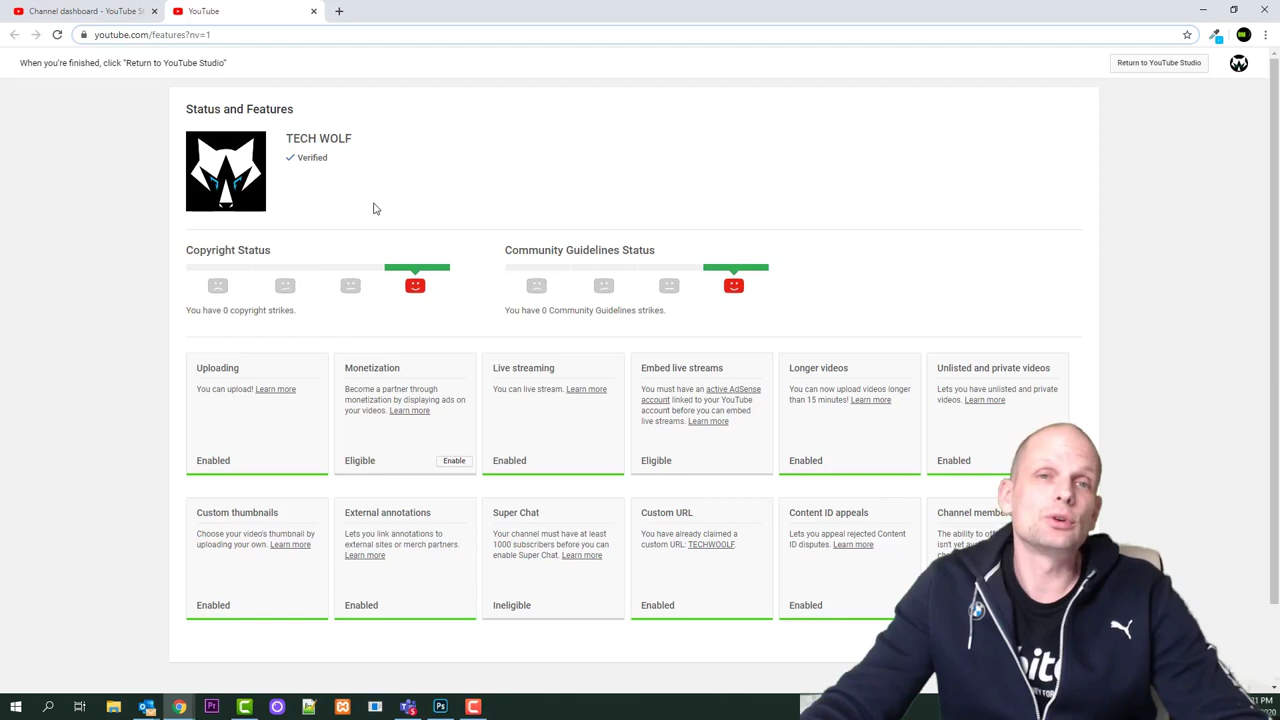 Channel dashboard - YouTube St
YouTube
youtube.com/features?nv=1
When you're finished, click "Return to YouTube Studio"
Return to YouTube Studio
Status and Features
TECH WOLF
Verified
Copyright Status
Community Guidelines Status
You have 0 copyright strikes.
You have 0 Community Guidelines strikes.
Uploading
You can upload! Learn more
Enabled
Monetization
Become a partner through
monetization by displaying ads on
your videos. Learn more
Eligible
Enable
Live streaming
You can live stream. Learn more
Enabled
Embed live streams
You must have an active AdSense
account linked to your YouTube
account before you can embed
live streams. Learn more
Eligible
Longer videos
You can now upload videos longer
than 15 minutes! Learn more
Enabled
Unlisted and private videos
Lets you have unlisted and private
videos. Learn more
Enabled
Custom thumbnails
Choose your video's thumbnail by
uploading your own. Learn more
Enabled
External annotations
Lets you link annotations to
external sites or merch partners.
Learn more
Enabled
Super Chat
Your channel must have at least
1000 subscribers before you can
enable Super Chat. Learn more
Ineligible
Custom URL
You have already claimed a
custom URL: TECHWOOLF.
Enabled
Content ID appeals
Lets you appeal rejected Content
ID disputes. Learn more
Enabled
Channel
The ability to
isn't yet
PUMA